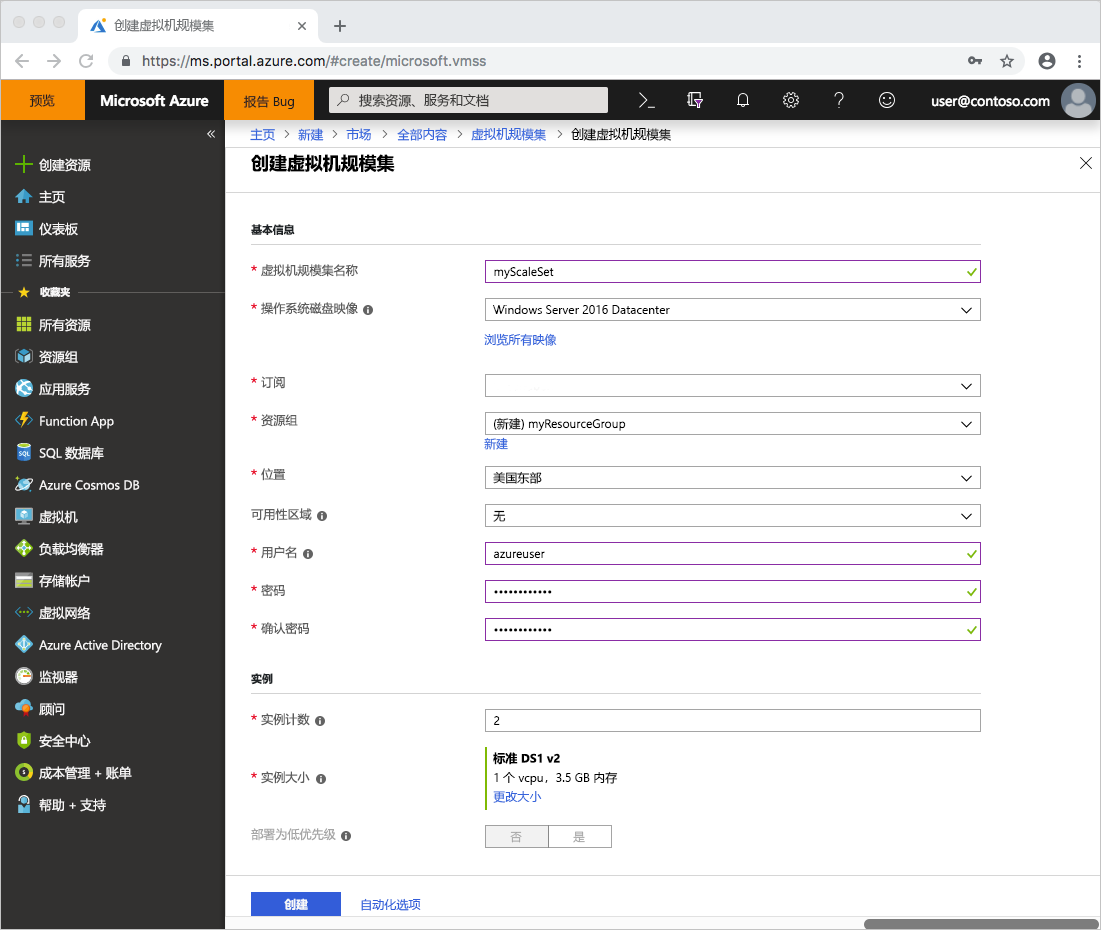 创建虚拟机规模集
https://ms.portal.azure.com/#create/microsoft.vmss
预览
Microsoft Azure
报告 Bug
搜索资源、服务和文档
user@contoso.com
主页 > 新建 > 市场 > 全部内容 > 虚拟机规模集 > 创建虚拟机规模集
创建虚拟机规模集
创建资源
主页
仪表板
所有服务
收藏夹
所有资源
资源组
应用服务
Function App
SQL 数据库
Azure Cosmos DB
虚拟机
负载均衡器
存储帐户
虚拟网络
Azure Active Directory
监视器
顾问
安全中心
成本管理 + 账单
帮助 + 支持
基本信息
* 虚拟机规模集名称 myScaleSet
* 操作系统磁盘映像 Windows Server 2016 Datacenter
浏览所有映像
* 订阅
* 资源组 (新建) myResourceGroup
新建
* 位置 美国东部
可用性区域 无
* 用户名 azureuser
* 密码 ••••••••••••
* 确认密码 ••••••••••••
实例
* 实例计数 2
* 实例大小 标准 DS1 v2
1 个 vcpu，3.5 GB 内存
更改大小
部署为低优先级 否 是
创建 自动化选项